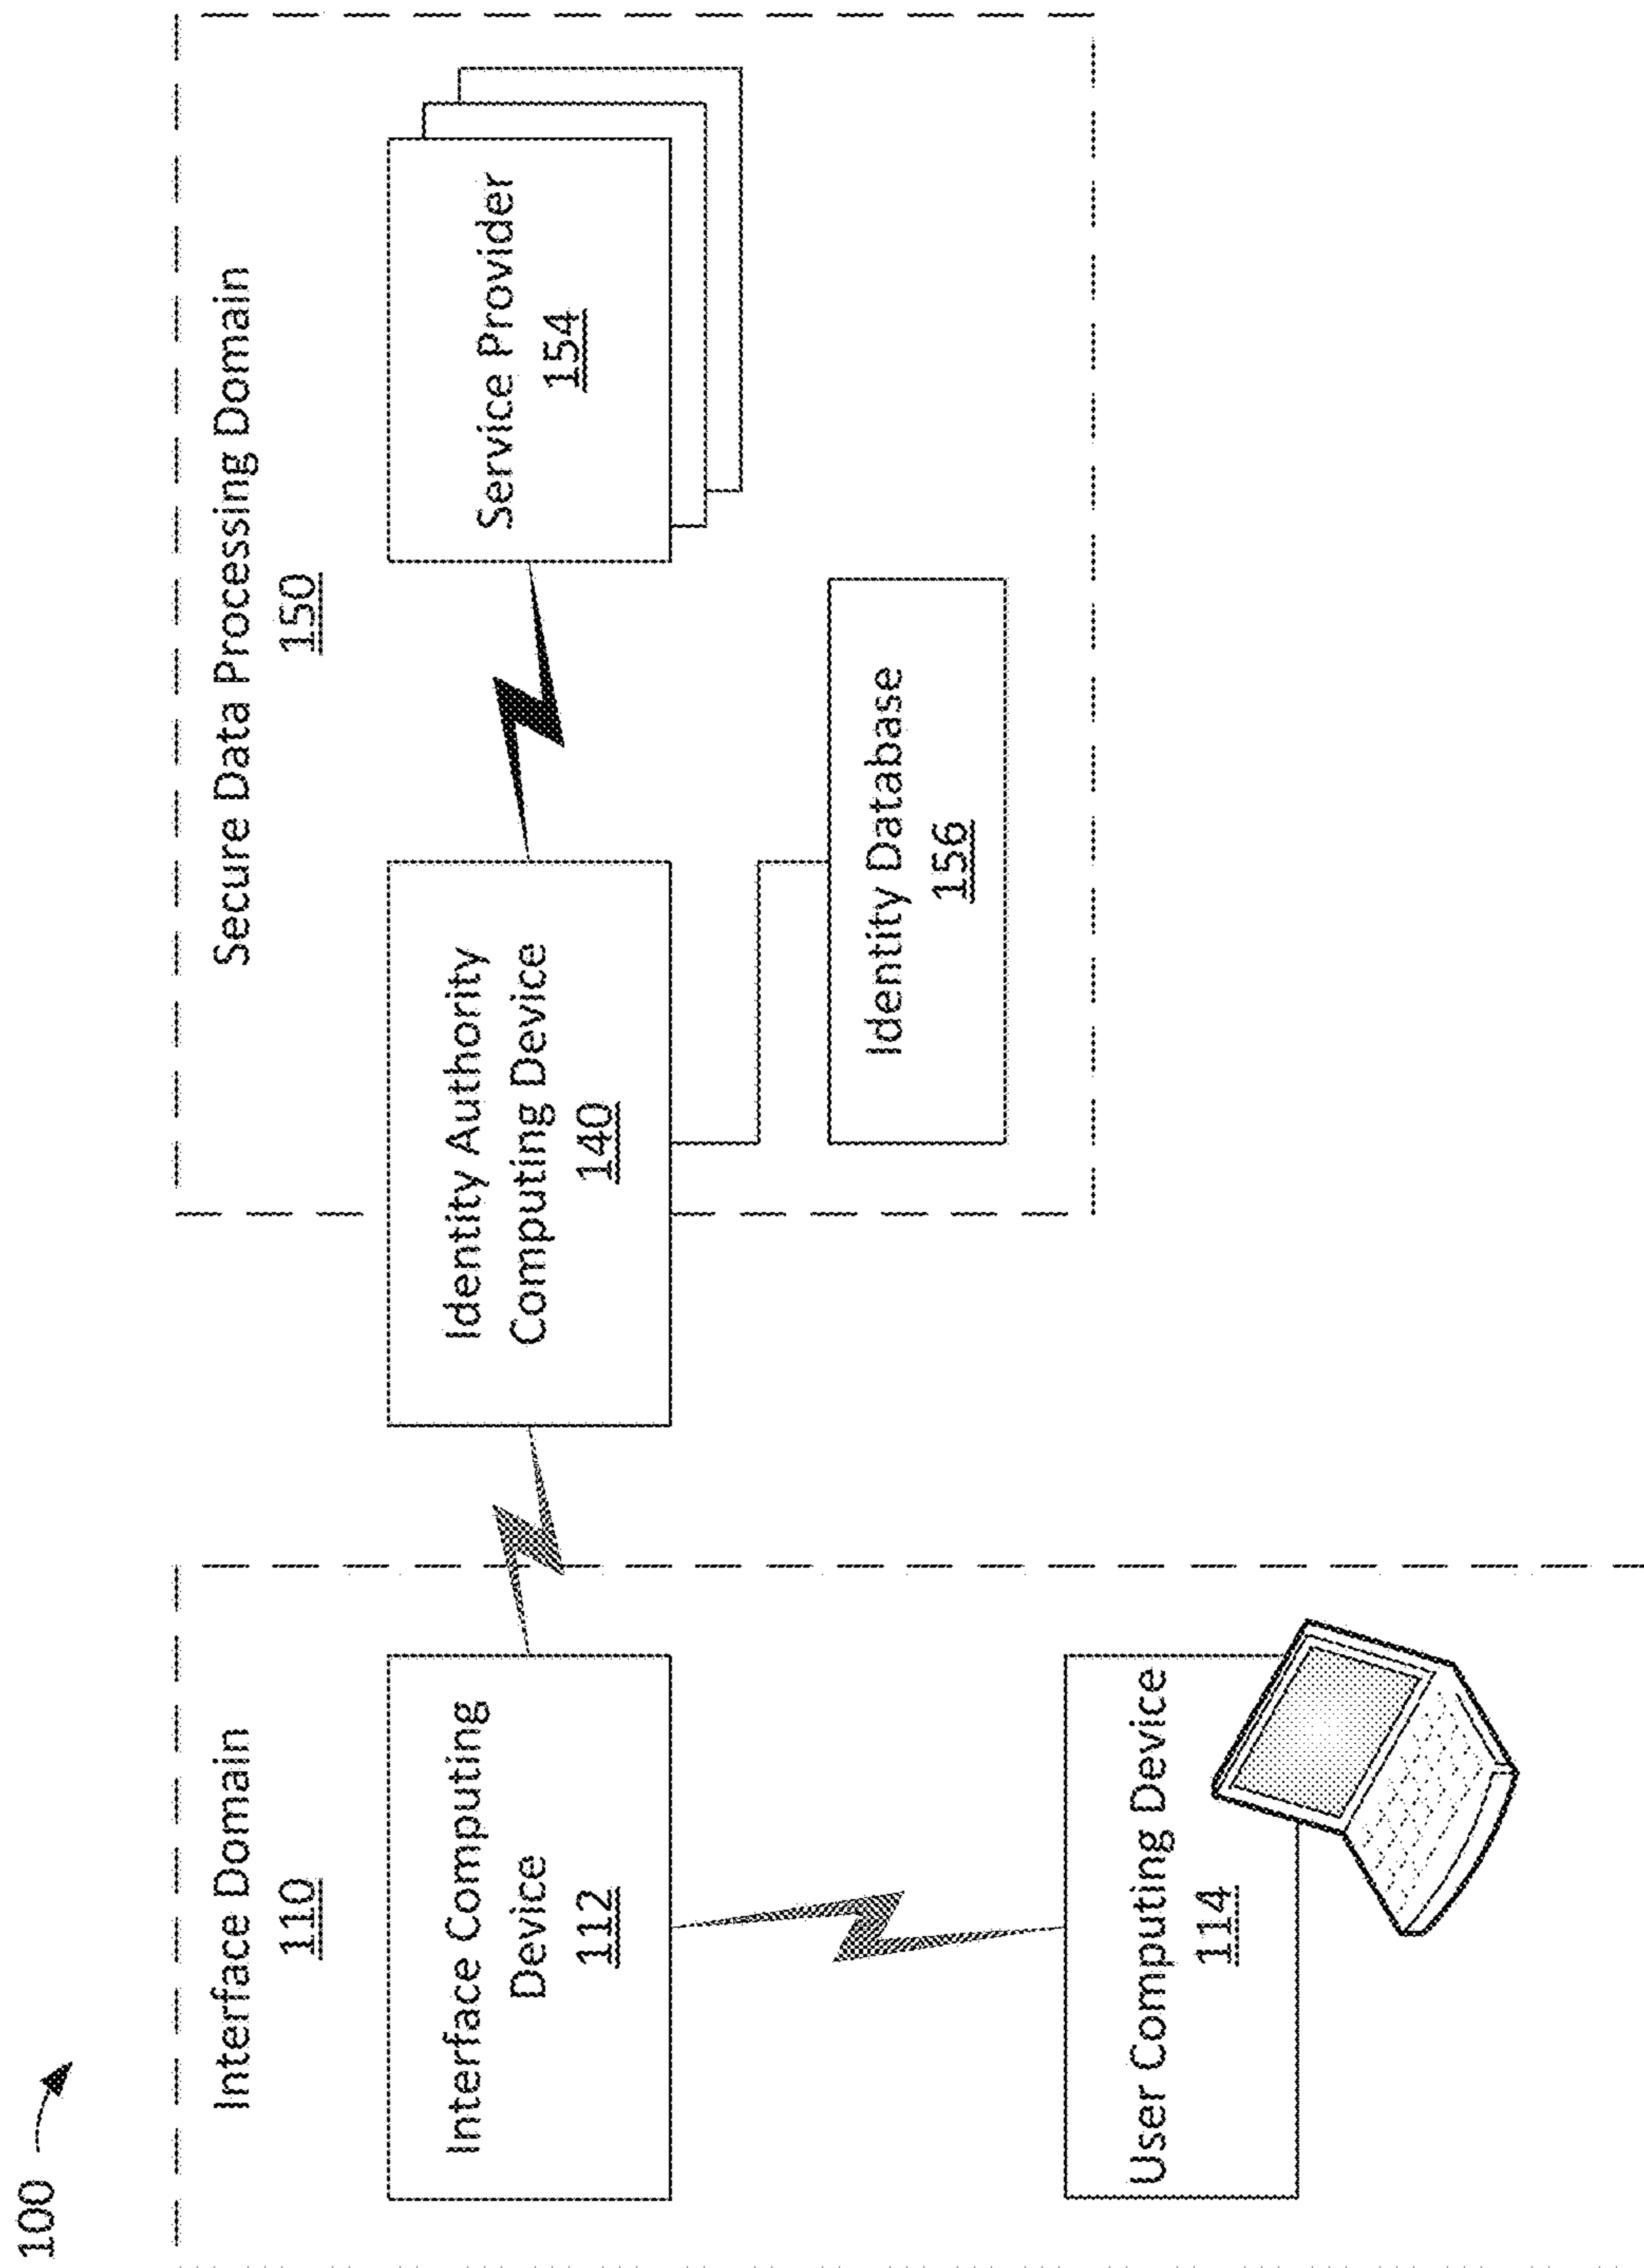 100
Interface Domain
110
Interface Computing
Device
112
User Computing Device
114
Identity Authority
Computing Device
140
Secure Data Processing Domain
150
Service Provider
154
Identity Database
156